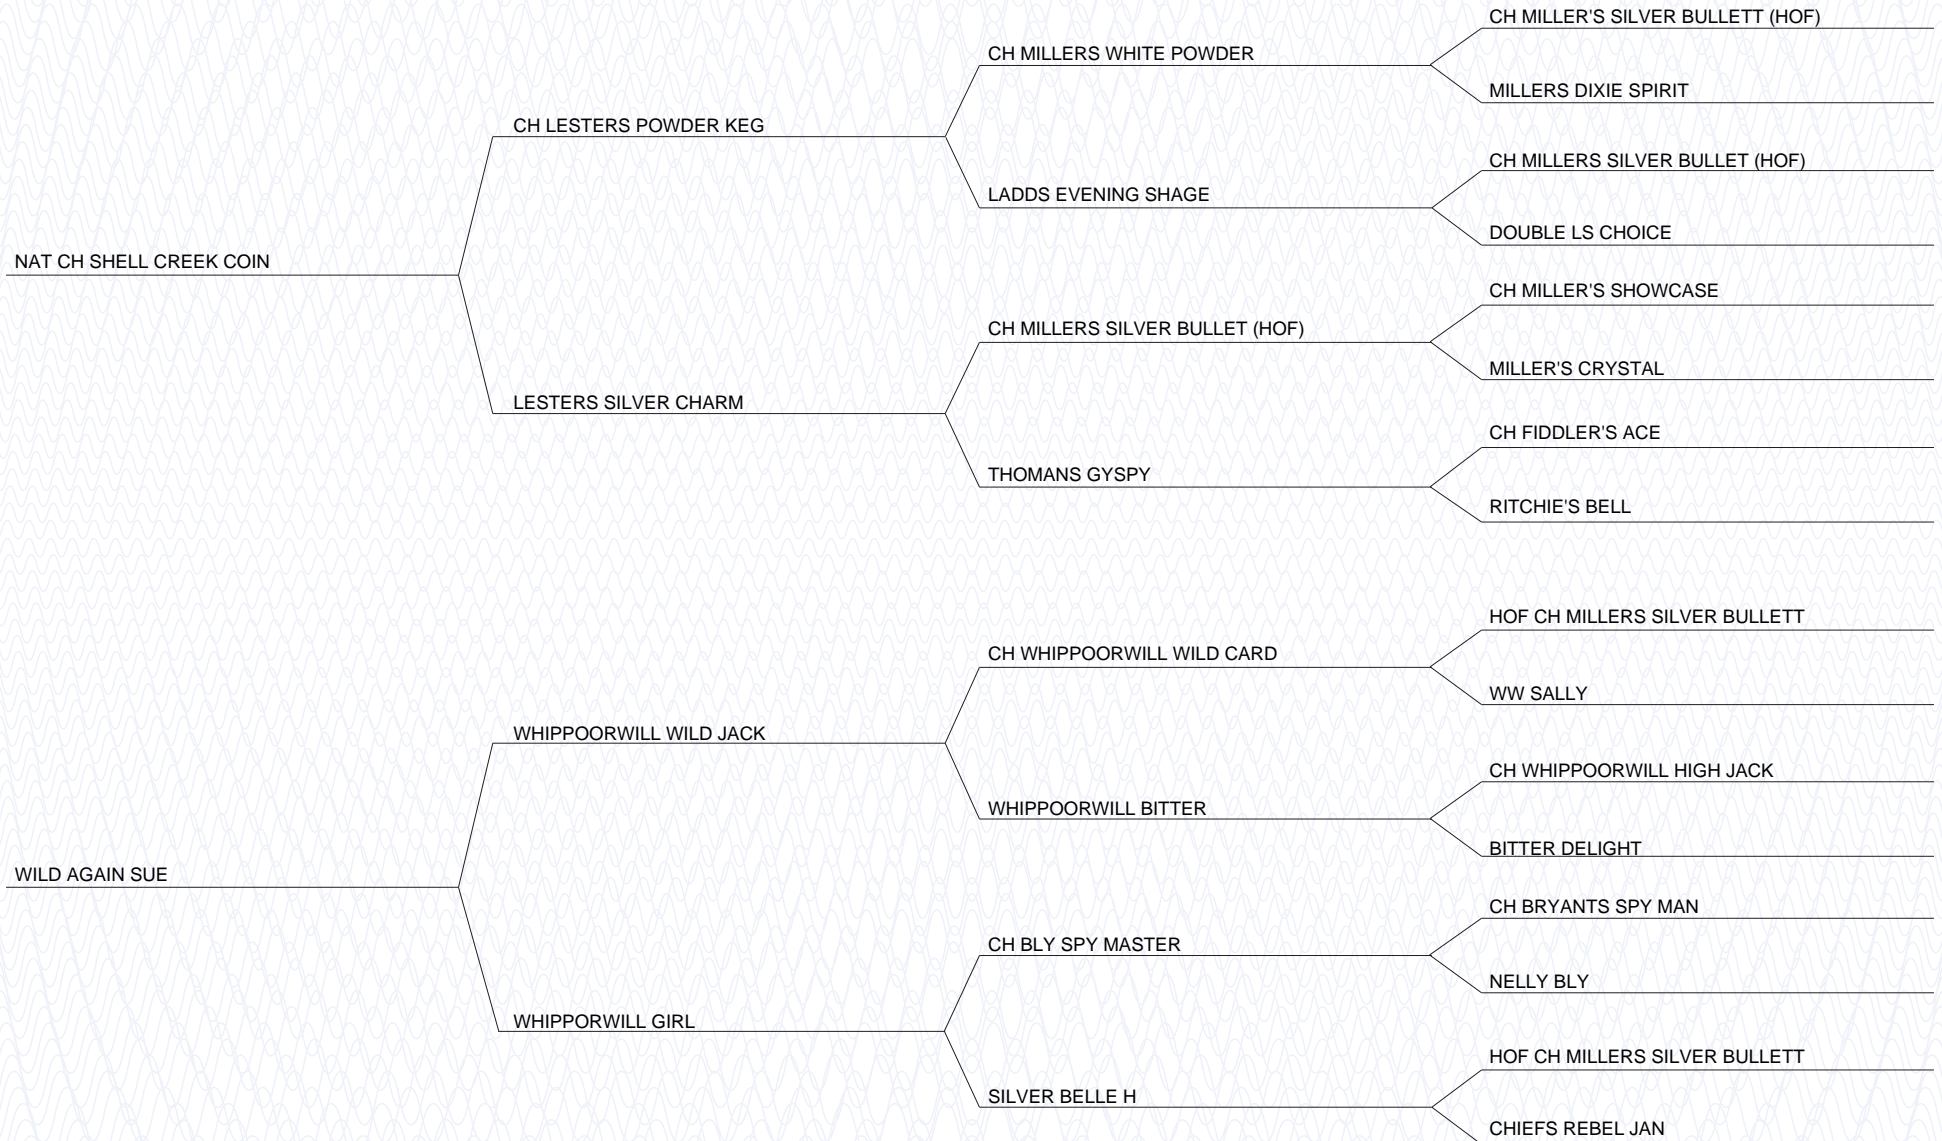 CH MILLER'S SILVER BULLETT (HOF)
CH MILLERS WHITE POWDER
MILLERS DIXIE SPIRIT
CH LESTERS POWDER KEG
CH MILLERS SILVER BULLET (HOF)
LADDS EVENING SHAGE
DOUBLE LS CHOICE
NAT CH SHELL CREEK COIN
CH MILLER'S SHOWCASE
CH MILLERS SILVER BULLET (HOF)
MILLER'S CRYSTAL
LESTERS SILVER CHARM
CH FIDDLER'S ACE
THOMANS GYSPY
RITCHIE'S BELL
HOF CH MILLERS SILVER BULLETT
CH WHIPPOORWILL WILD CARD
WW SALLY
WHIPPOORWILL WILD JACK
CH WHIPPOORWILL HIGH JACK
WHIPPOORWILL BITTER
BITTER DELIGHT
WILD AGAIN SUE
CH BRYANTS SPY MAN
CH BLY SPY MASTER
NELLY BLY
WHIPPORWILL GIRL
HOF CH MILLERS SILVER BULLETT
SILVER BELLE H
CHIEFS REBEL JAN